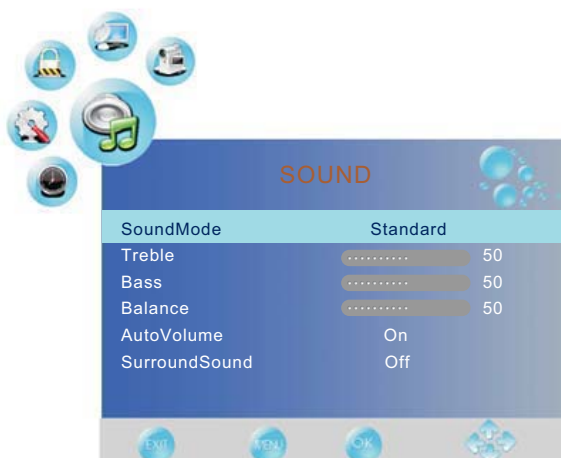 SOUND
SoundMode Standard
Treble 50
Bass 50
Balance 50
AutoVolume On
SurroundSound Off
EXIT MENU OK